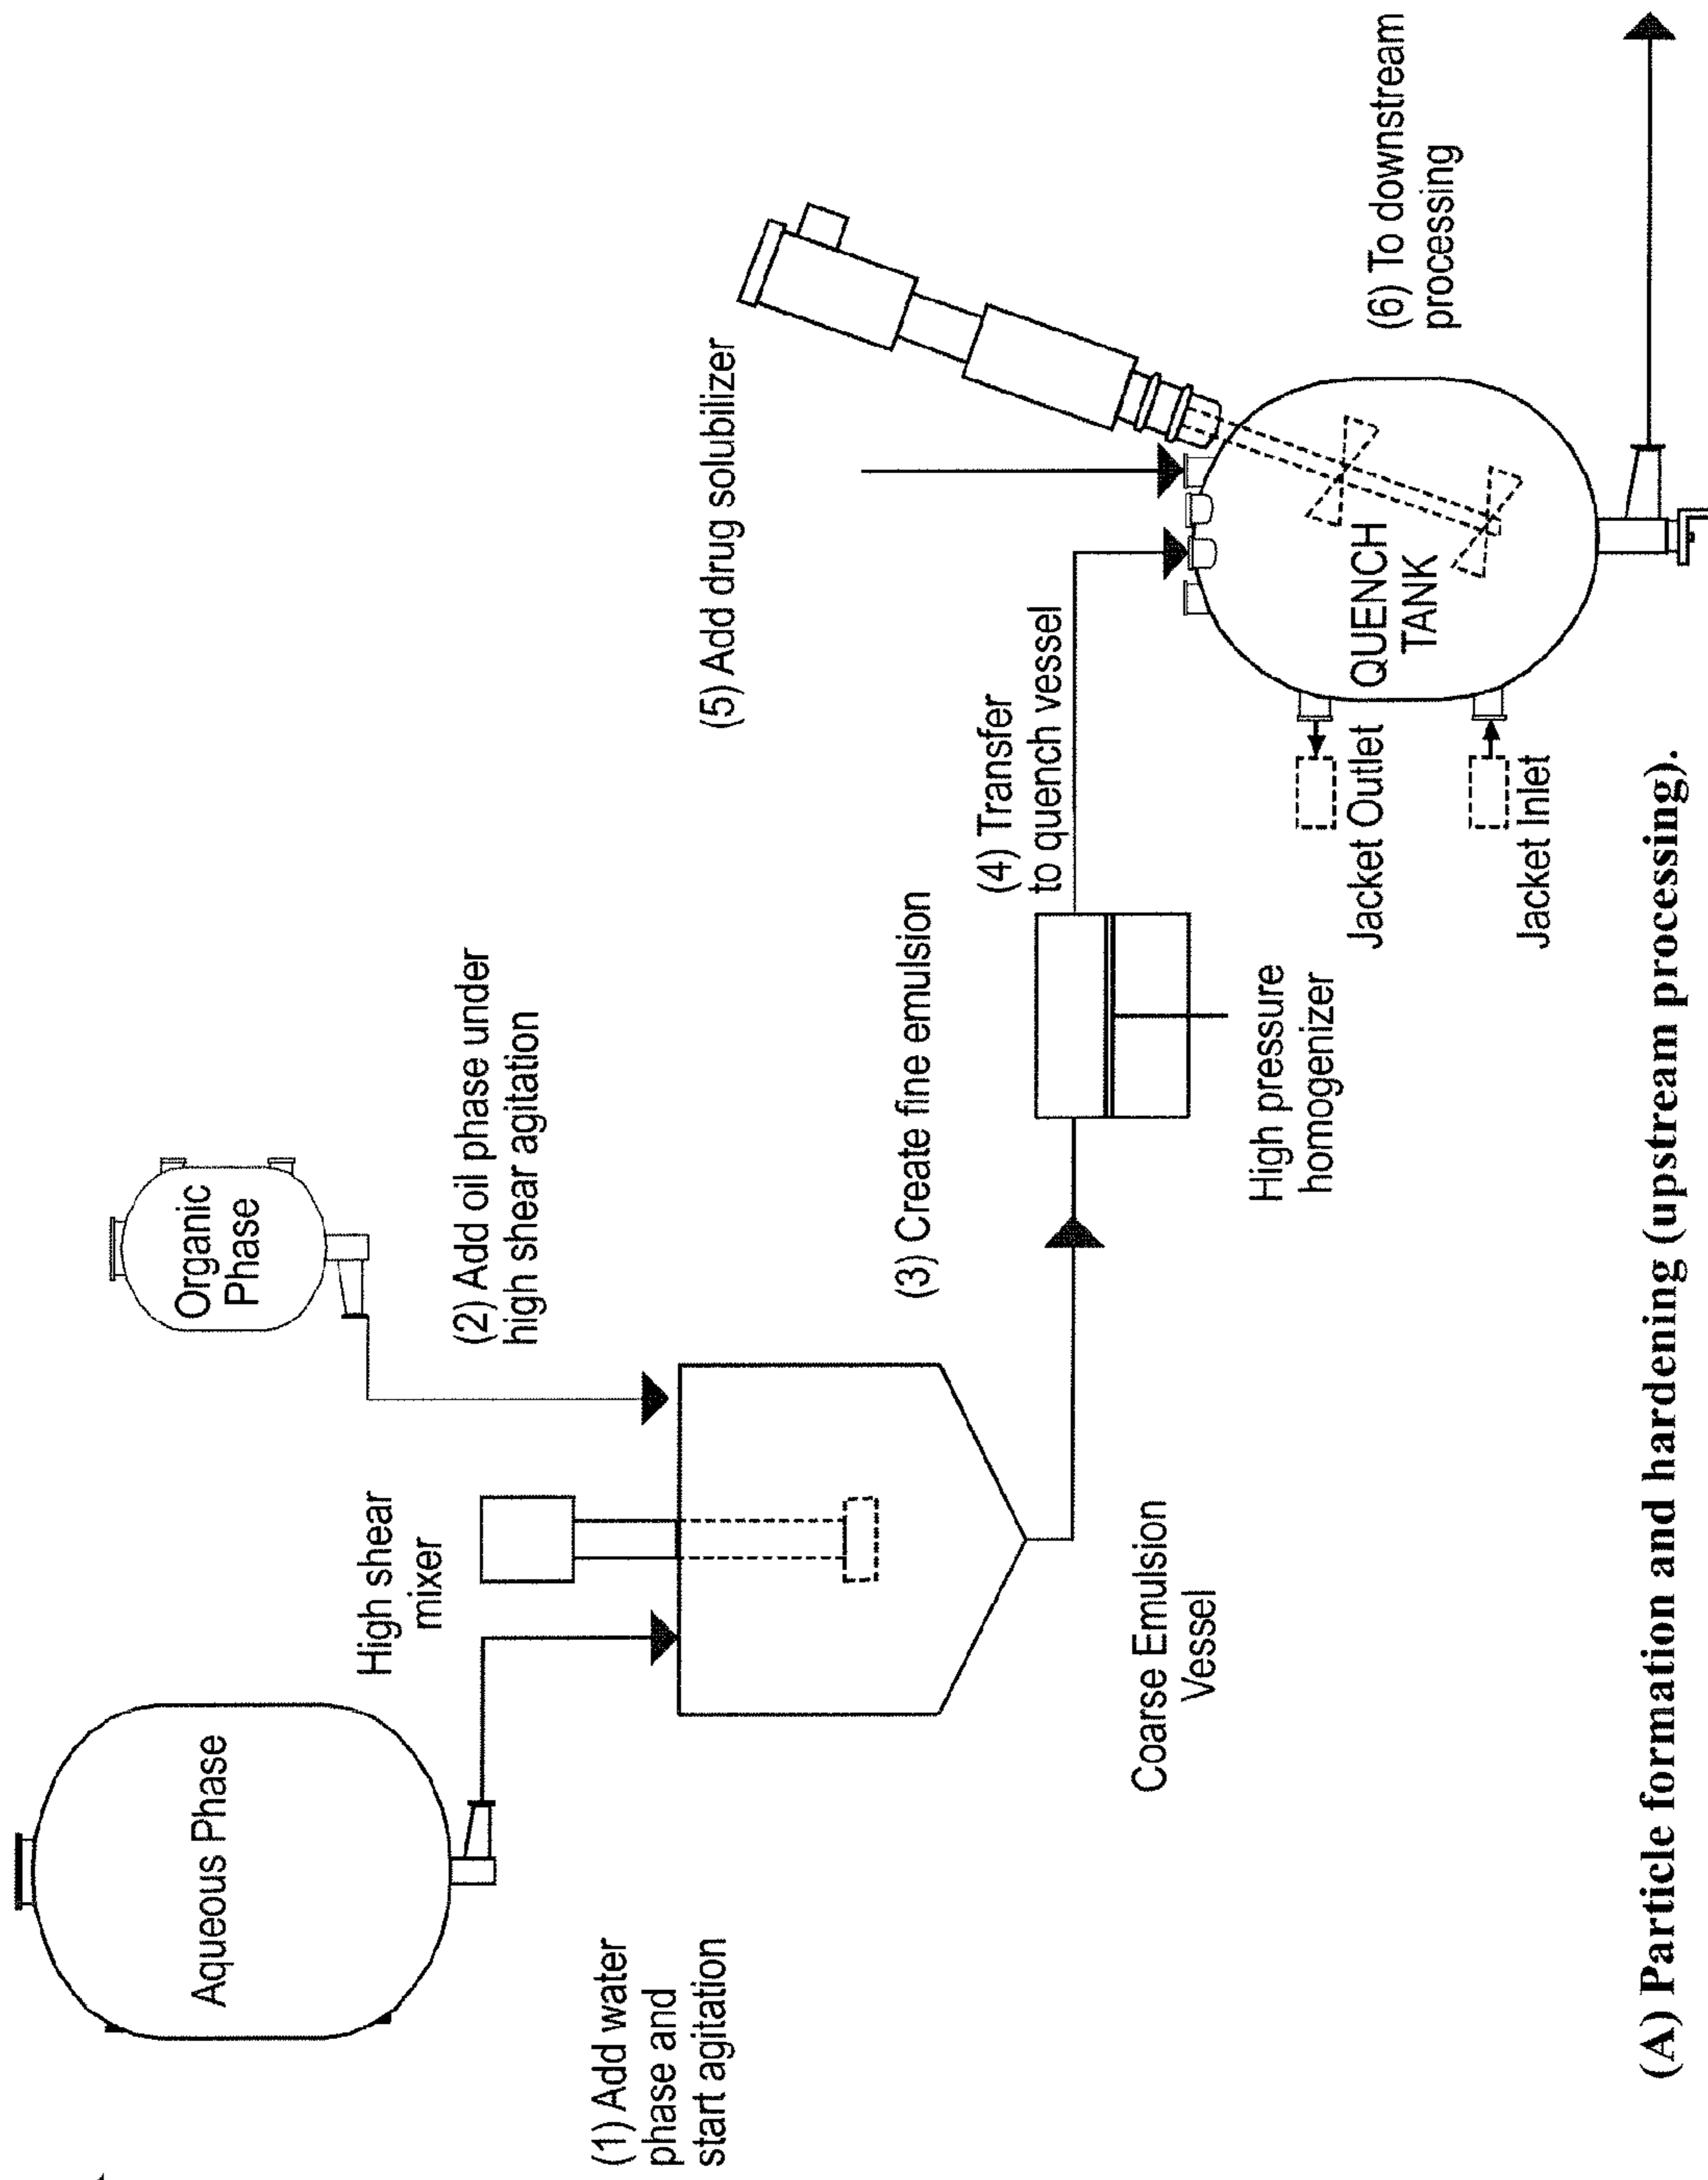 Aqueous Phase
(1) Add water
phase and
start agitation
High shear
mixer
Organic
Phase
(2) Add oil phase under
high shear agitation
Coarse Emulsion
Vessel
(3) Create fine emulsion
High pressure
homogenizer
(4) Transfer
to quench vessel
(5) Add drug solubilizer
QUENCH
TANK
Jacket Outlet
Jacket Inlet
(6) To downstream
processing
(A) Particle formation and hardening (upstream processing).